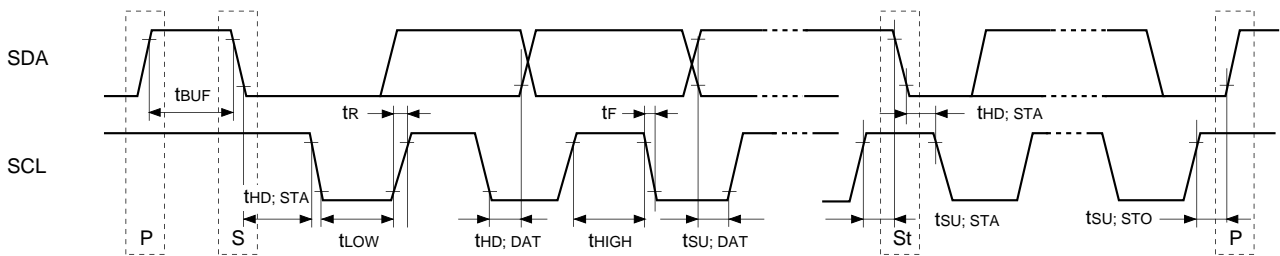 SDA
tBUF
tR
tF
tHD; STA
SCL
tHD; STA
tLOW
tHD; DAT
tHIGH
tSU; DAT
tSU; STA
tSU; STO
P
S
St
P